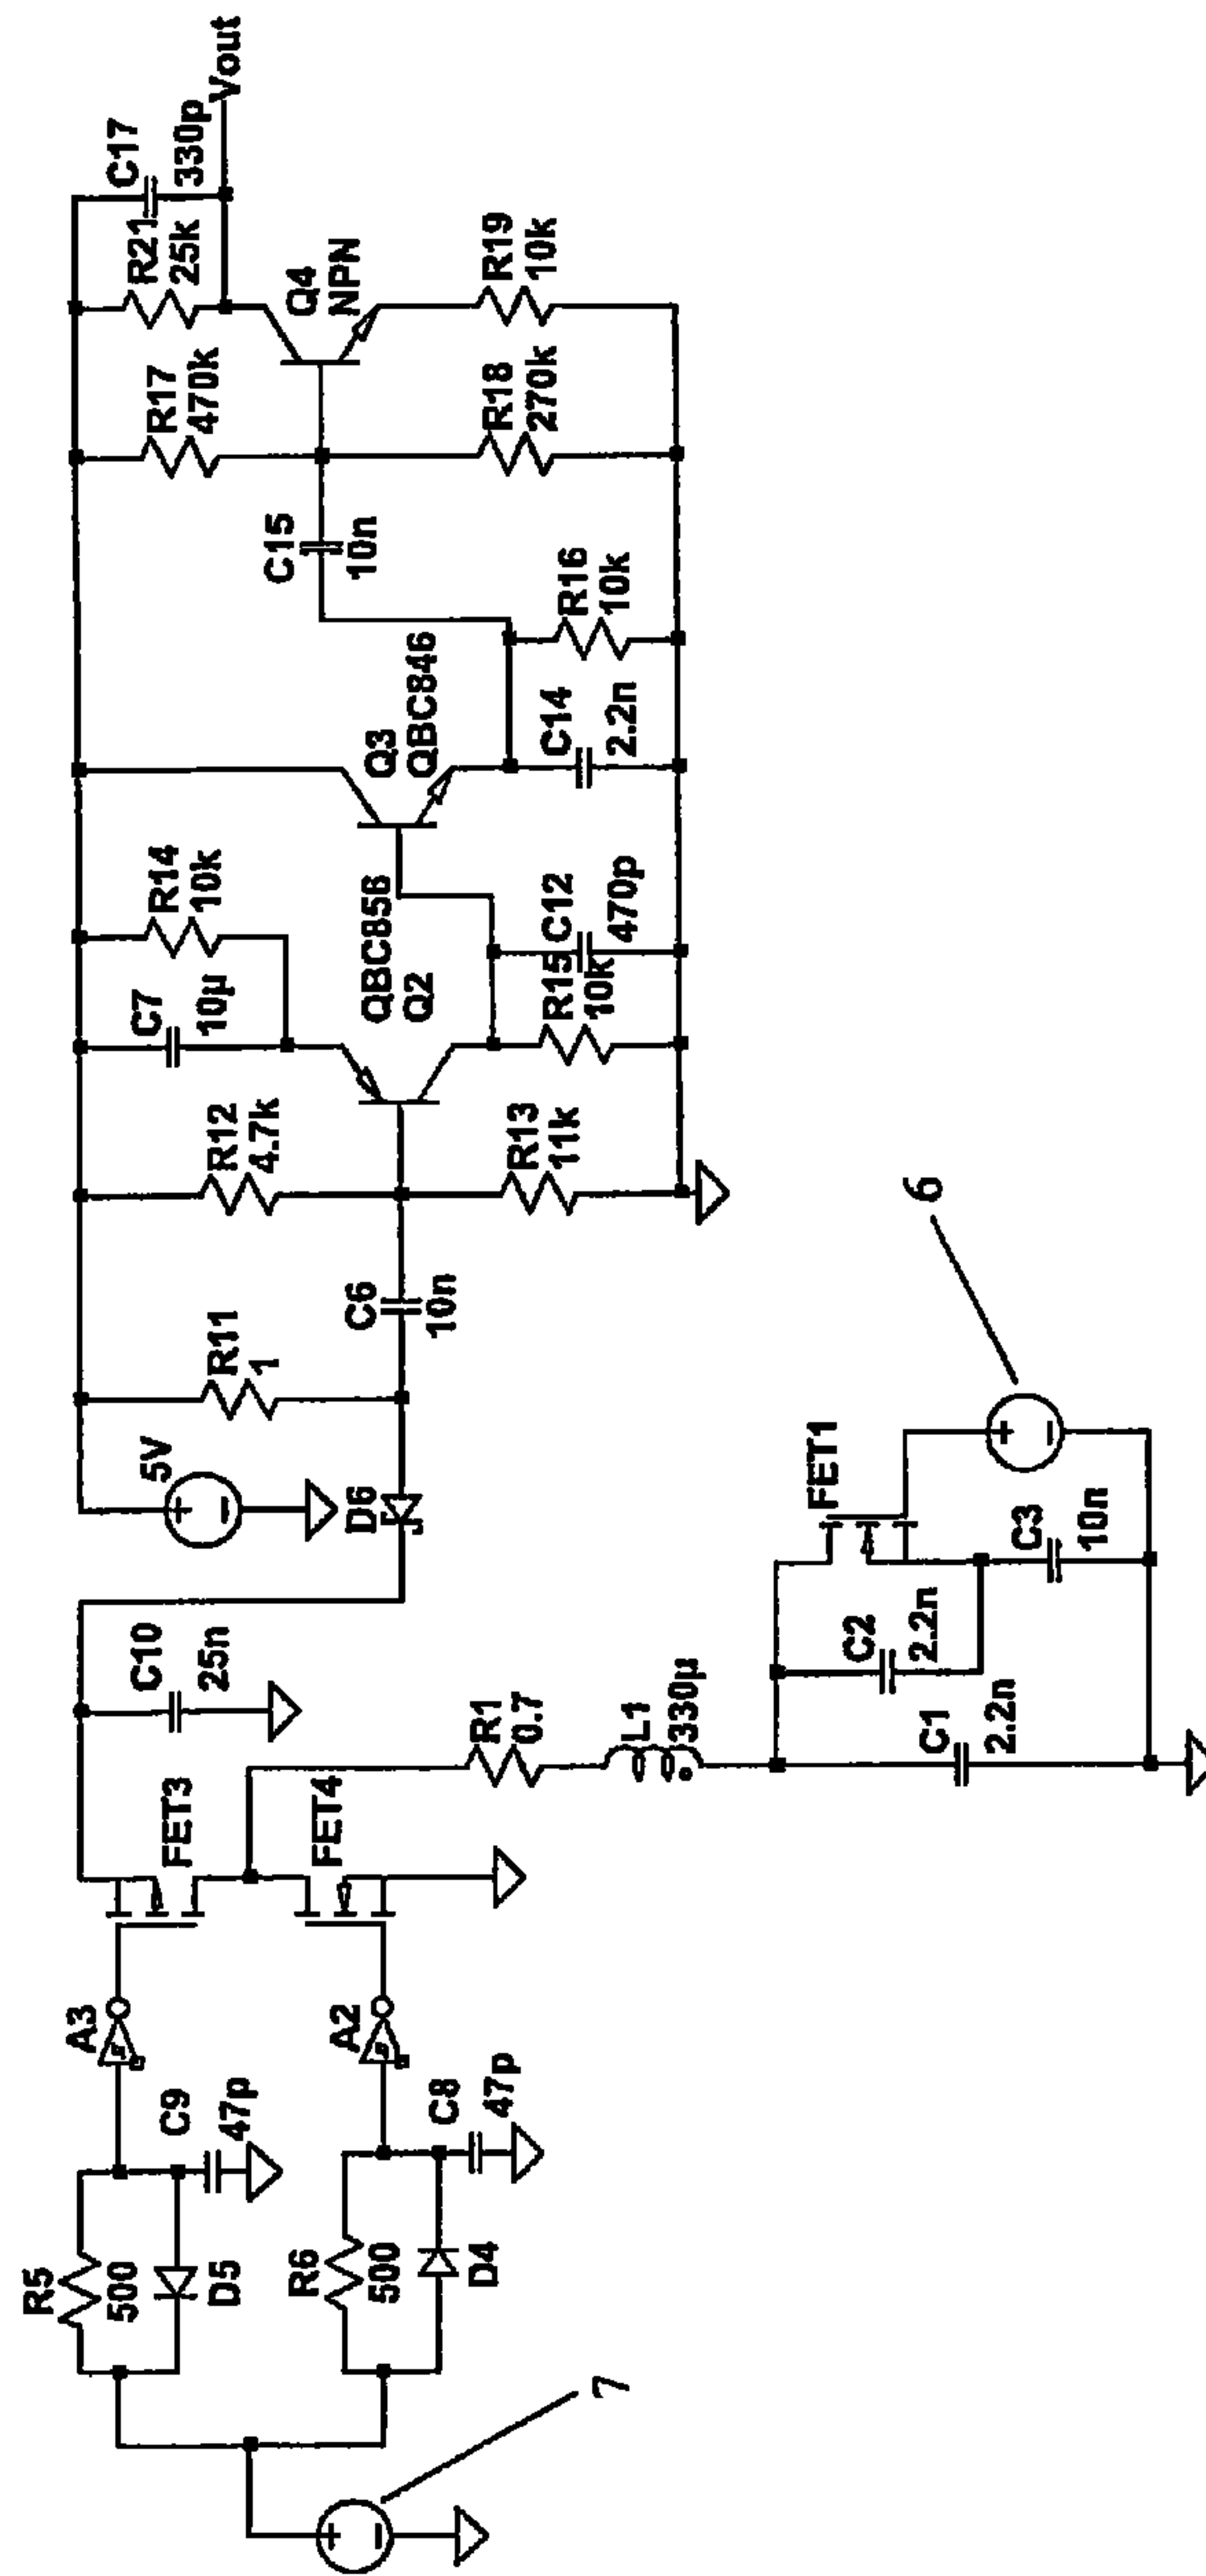 7
R5
500
D5
C9
47p
A3
R6
500
D4
C8
47p
A2
FET3
FET4
C10
25n
R1
0.7
L1
330µ
C1
2.2n
C2
2.2n
C3
10n
FET1
6
D6
5V
R11
1
C6
10n
R12
4.7k
R13
11k
C7
10µ
R14
10k
QBC856
Q2
R15
10k
C12
470p
Q3
QBC846
C14
2.2n
R16
10k
C15
10n
R17
470k
R18
270k
Q4
NPN
R19
10k
R21
25k
C17
330p
Vout